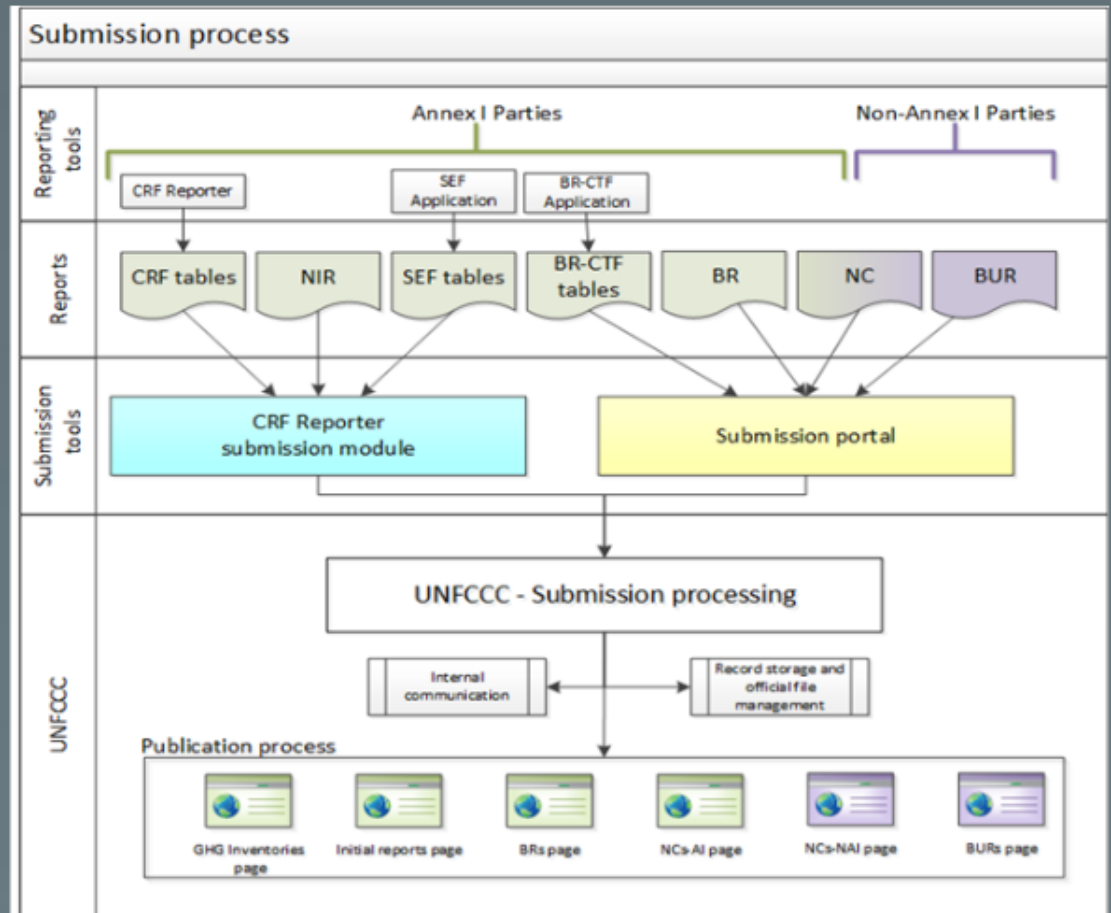 Submission process
Reporting
tools
Annex I Parties
Non-Annex I Parties
CRF Reporter
SEF
Application
BR-CTF
Application
Reports
CRF tables
NIR
SEF tables
BR-CTF
tables
BR
NC
BUR
Submission
tools
CRF Reporter
submission module
Submission portal
UNFCCC
UNFCCC - Submission processing
Internal
communication
Record storage and
official file
management
Publication process
GHG Inventories
page
Initial reports page
BRs page
NCs-AI page
NCs-NAI page
BURs page